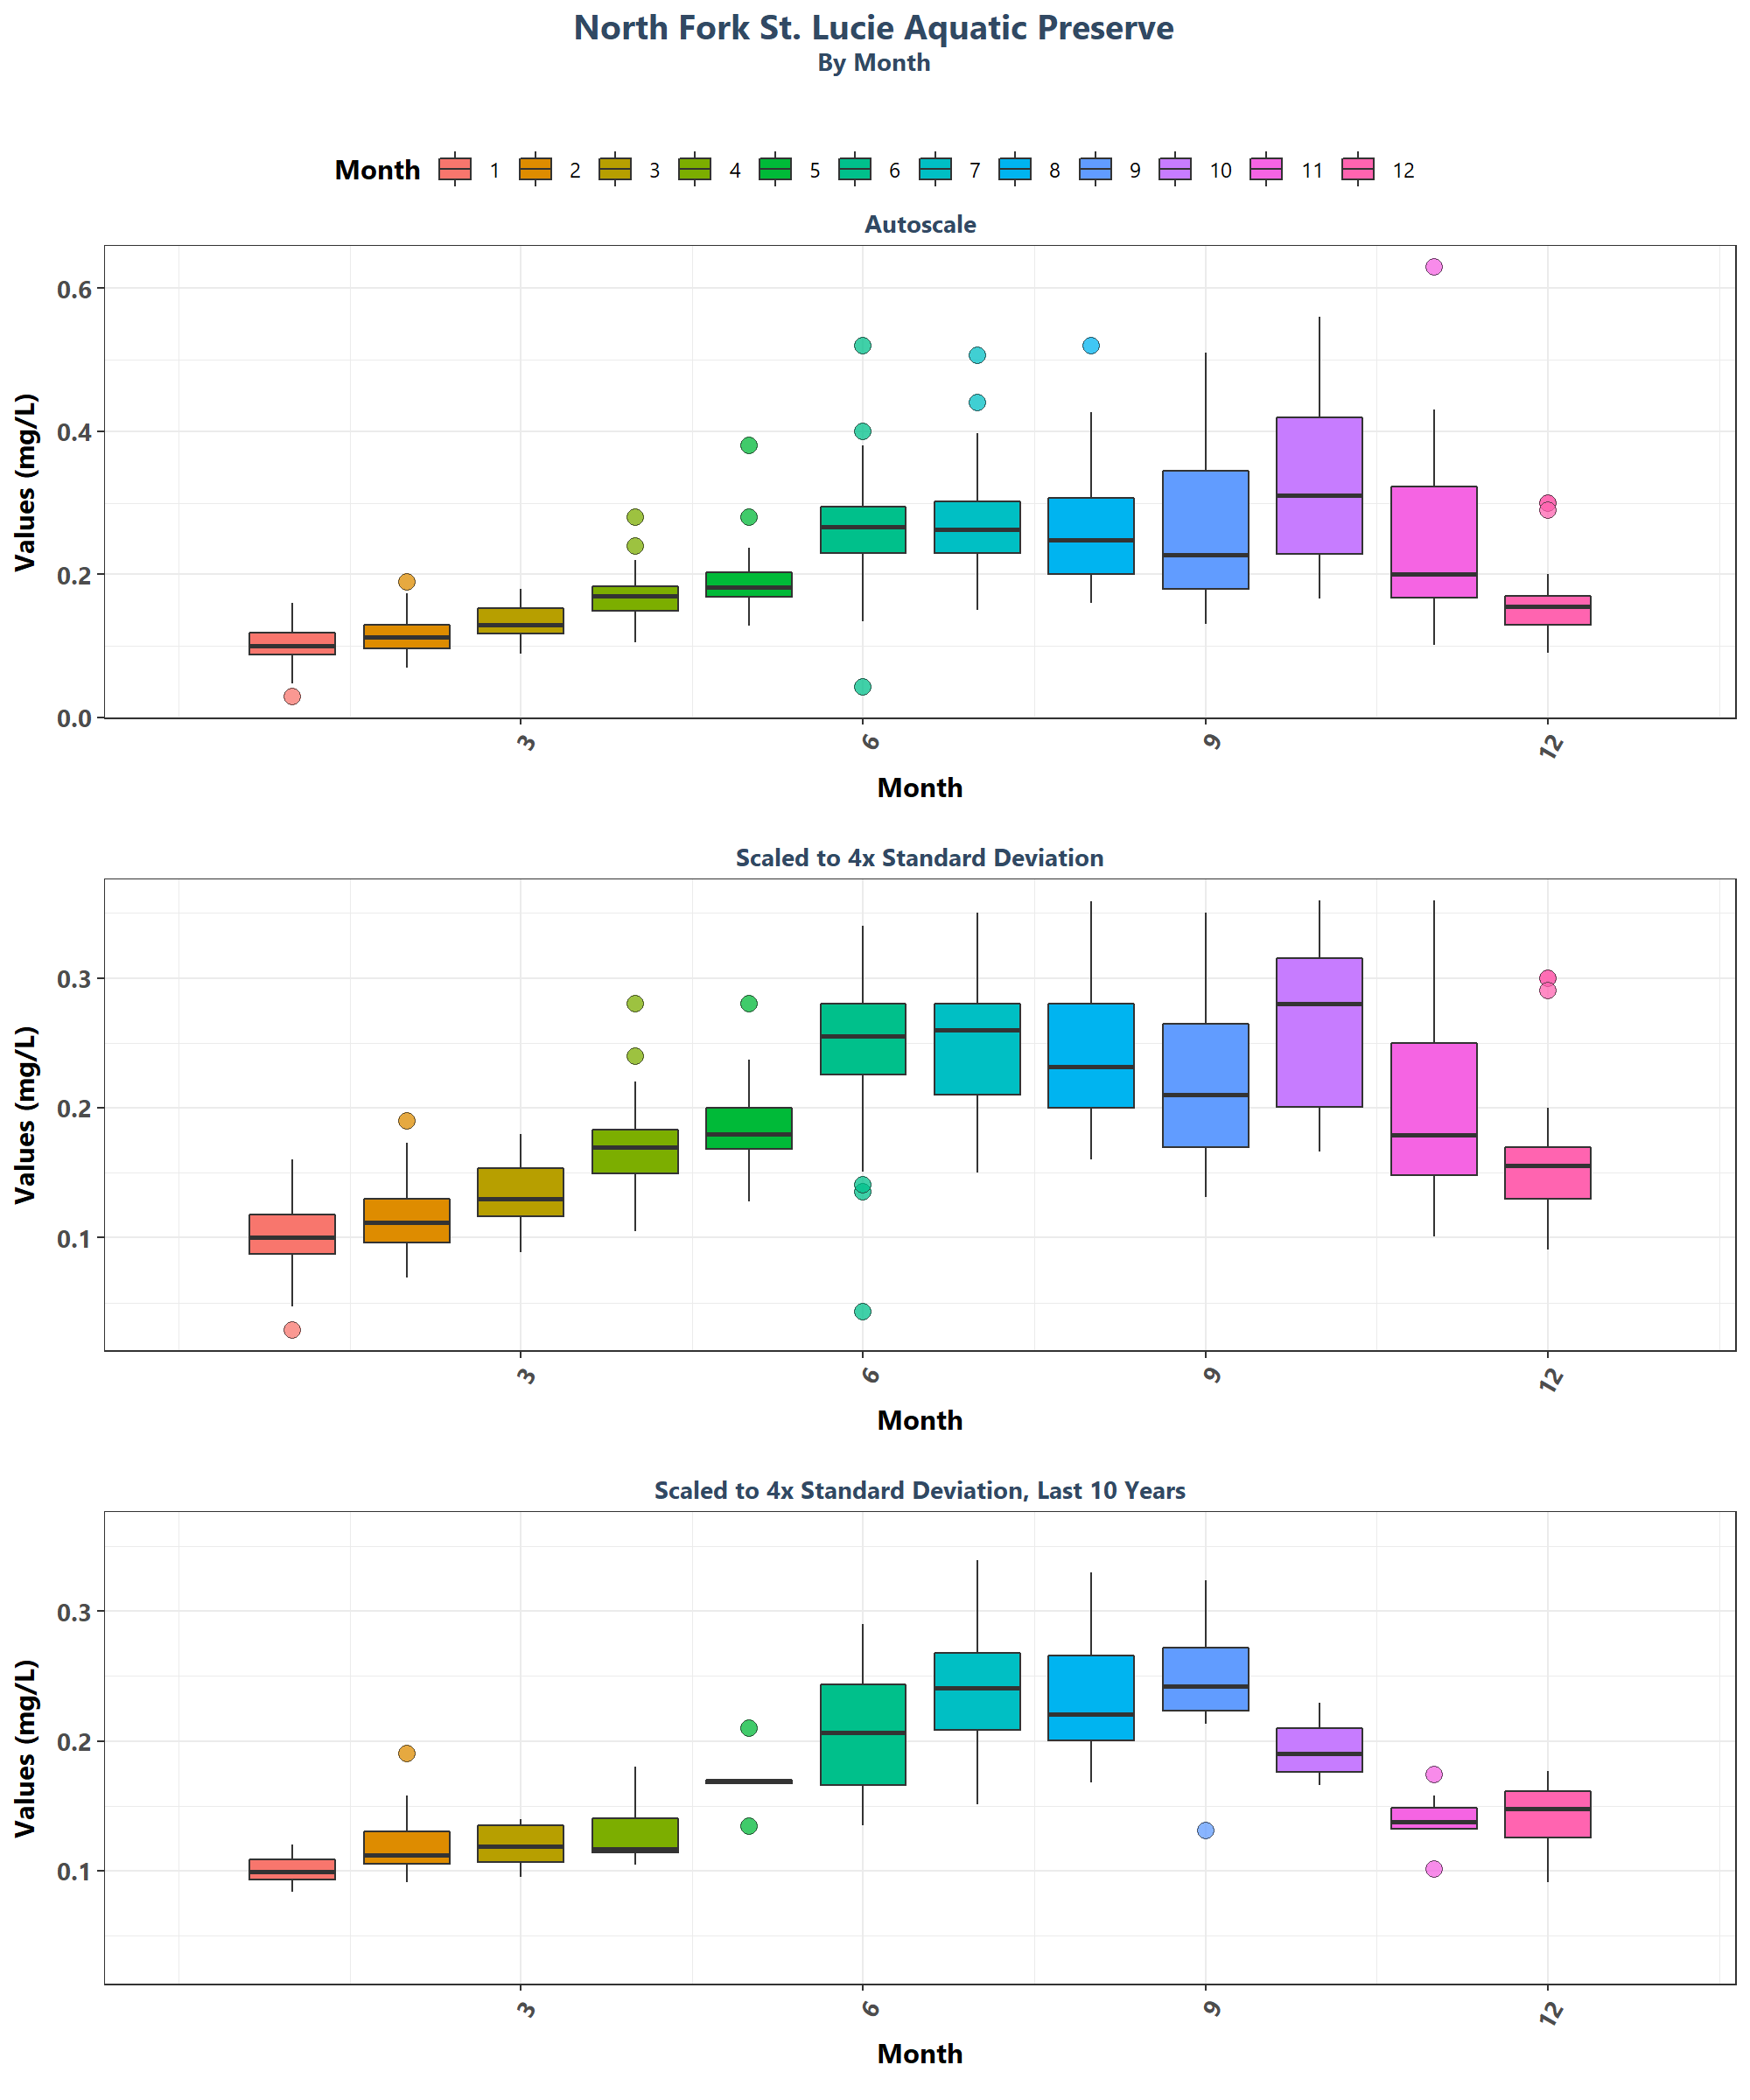 North Fork St. Lucie Aquatic Preserve
By Month
Month 1 2 3 4 5 6 7 8 9 10 11 12
Autoscale
Values (mg/L)
0.6
0.4
0.2
0.0
3 6 9 12
Month
Scaled to 4x Standard Deviation
Values (mg/L)
0.3
0.2
0.1
3 6 9 12
Month
Scaled to 4x Standard Deviation, Last 10 Years
Values (mg/L)
0.3
0.2
0.1
3 6 9 12
Month